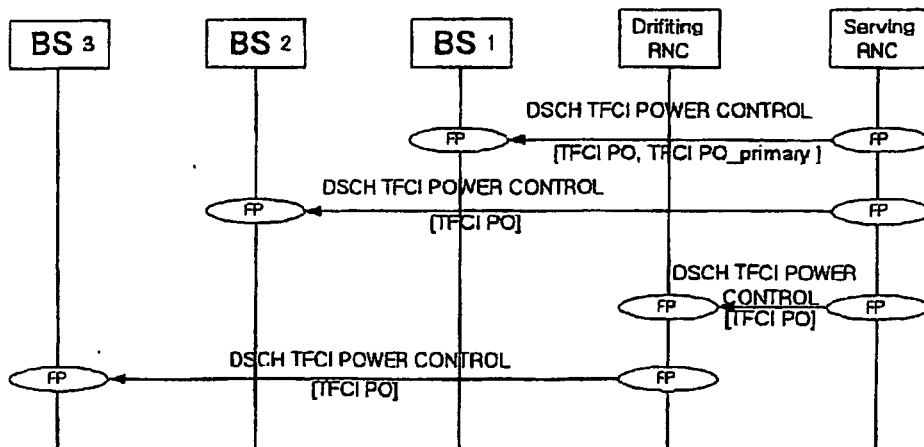 BS 3
BS 2
BS 1
Drifiting
RNC
Serving
RNC
DSCH TFCI POWER CONTROL
FP
FP
[TFCI PO, TFCI PO_primary ]
DSCH TFCI POWER CONTROL
FP
FP
[TFCI PO]
DSCH TFCI POWER
CONTROL
FP
FP
[TFCI PO]
DSCH TFCI POWER CONTROL
FP
FP
[TFCI PO]